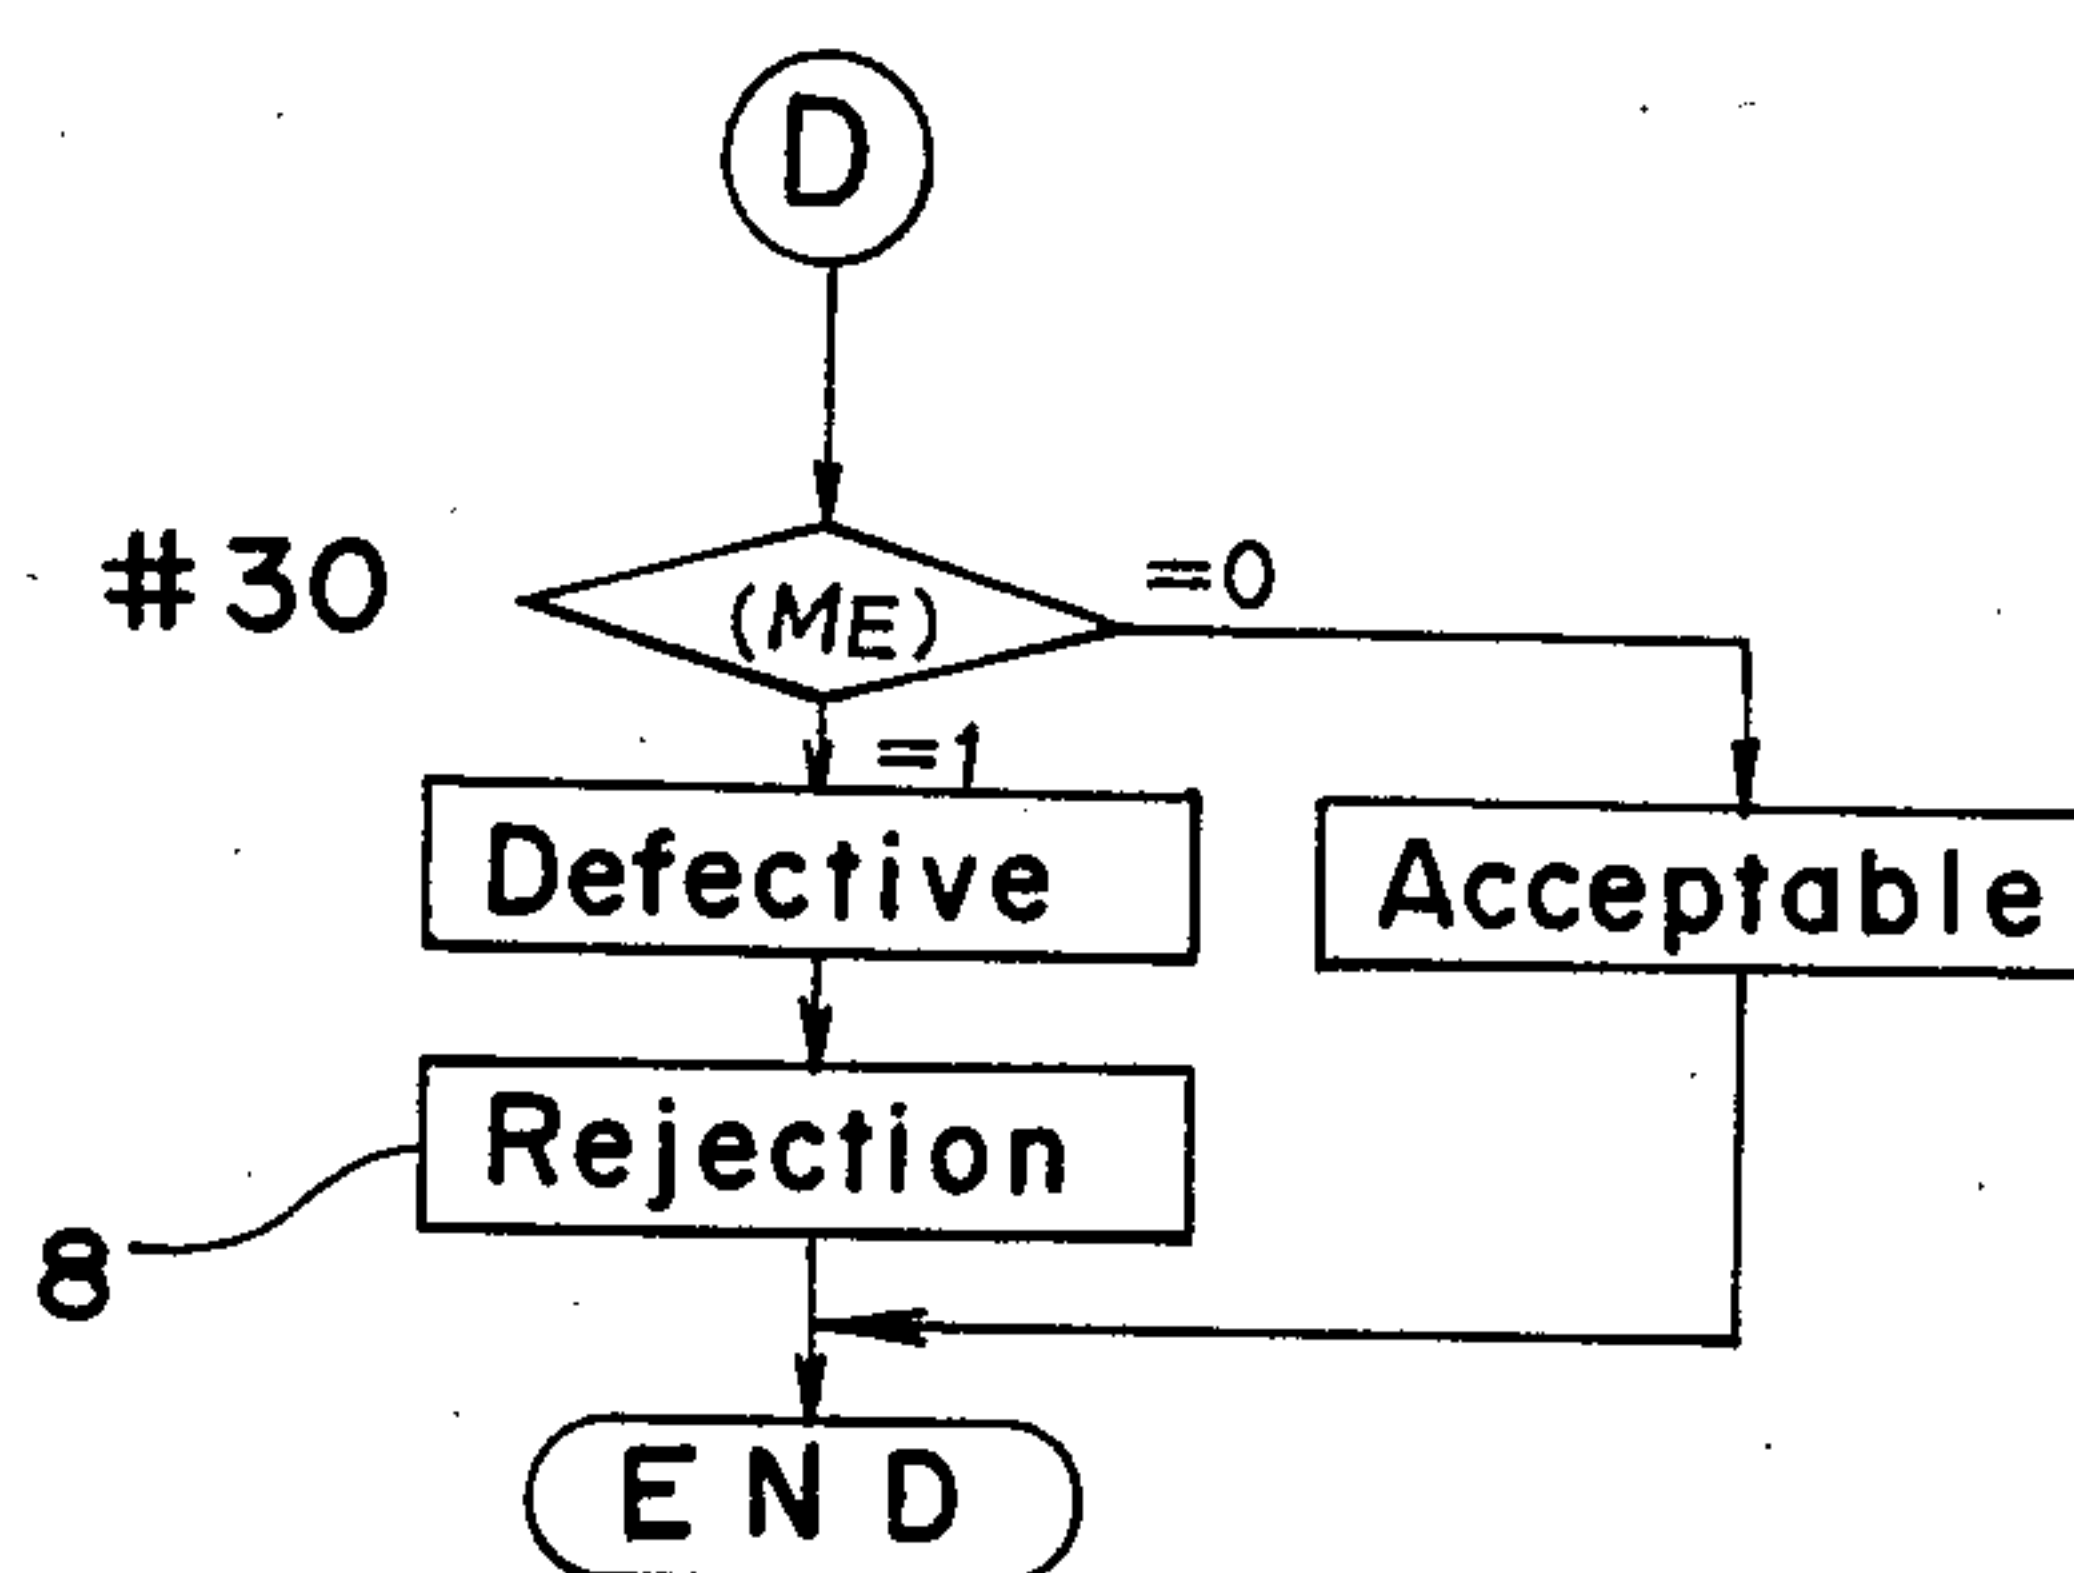 D
#30
(ME)
=0
=1
Defective
Acceptable
Rejection
8
END